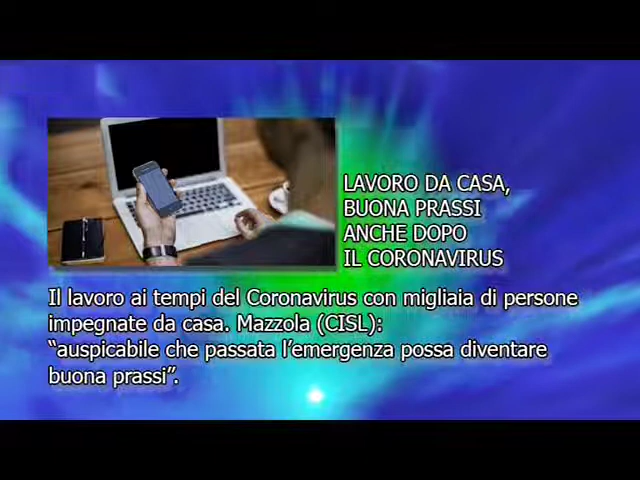 LAVORO DA CASA,
BUONA PRASSI
ANCHE DOPO
IL CORONAVIRUS
Il lavoro ai tempi del Coronavirus con migliaia di persone
impegnate da casa. Mazzola (CISL):
“auspicabile che passata l’emergenza possa diventare
buona prassi”.